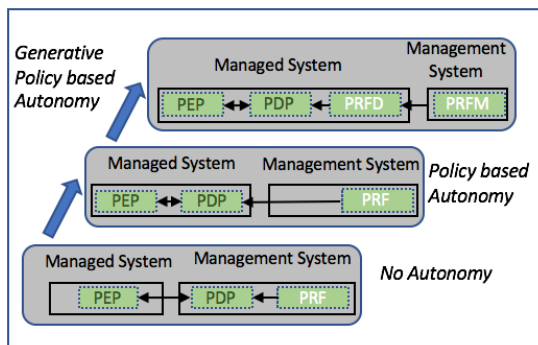 Generative
Policy based
Autonomy
Managed System
Management
System
PEP PDP PRFD PRFM
Managed System Management System
PEP PDP PRF
Policy based
Autonomy
Managed System Management System
PEP PDP PRF
No Autonomy